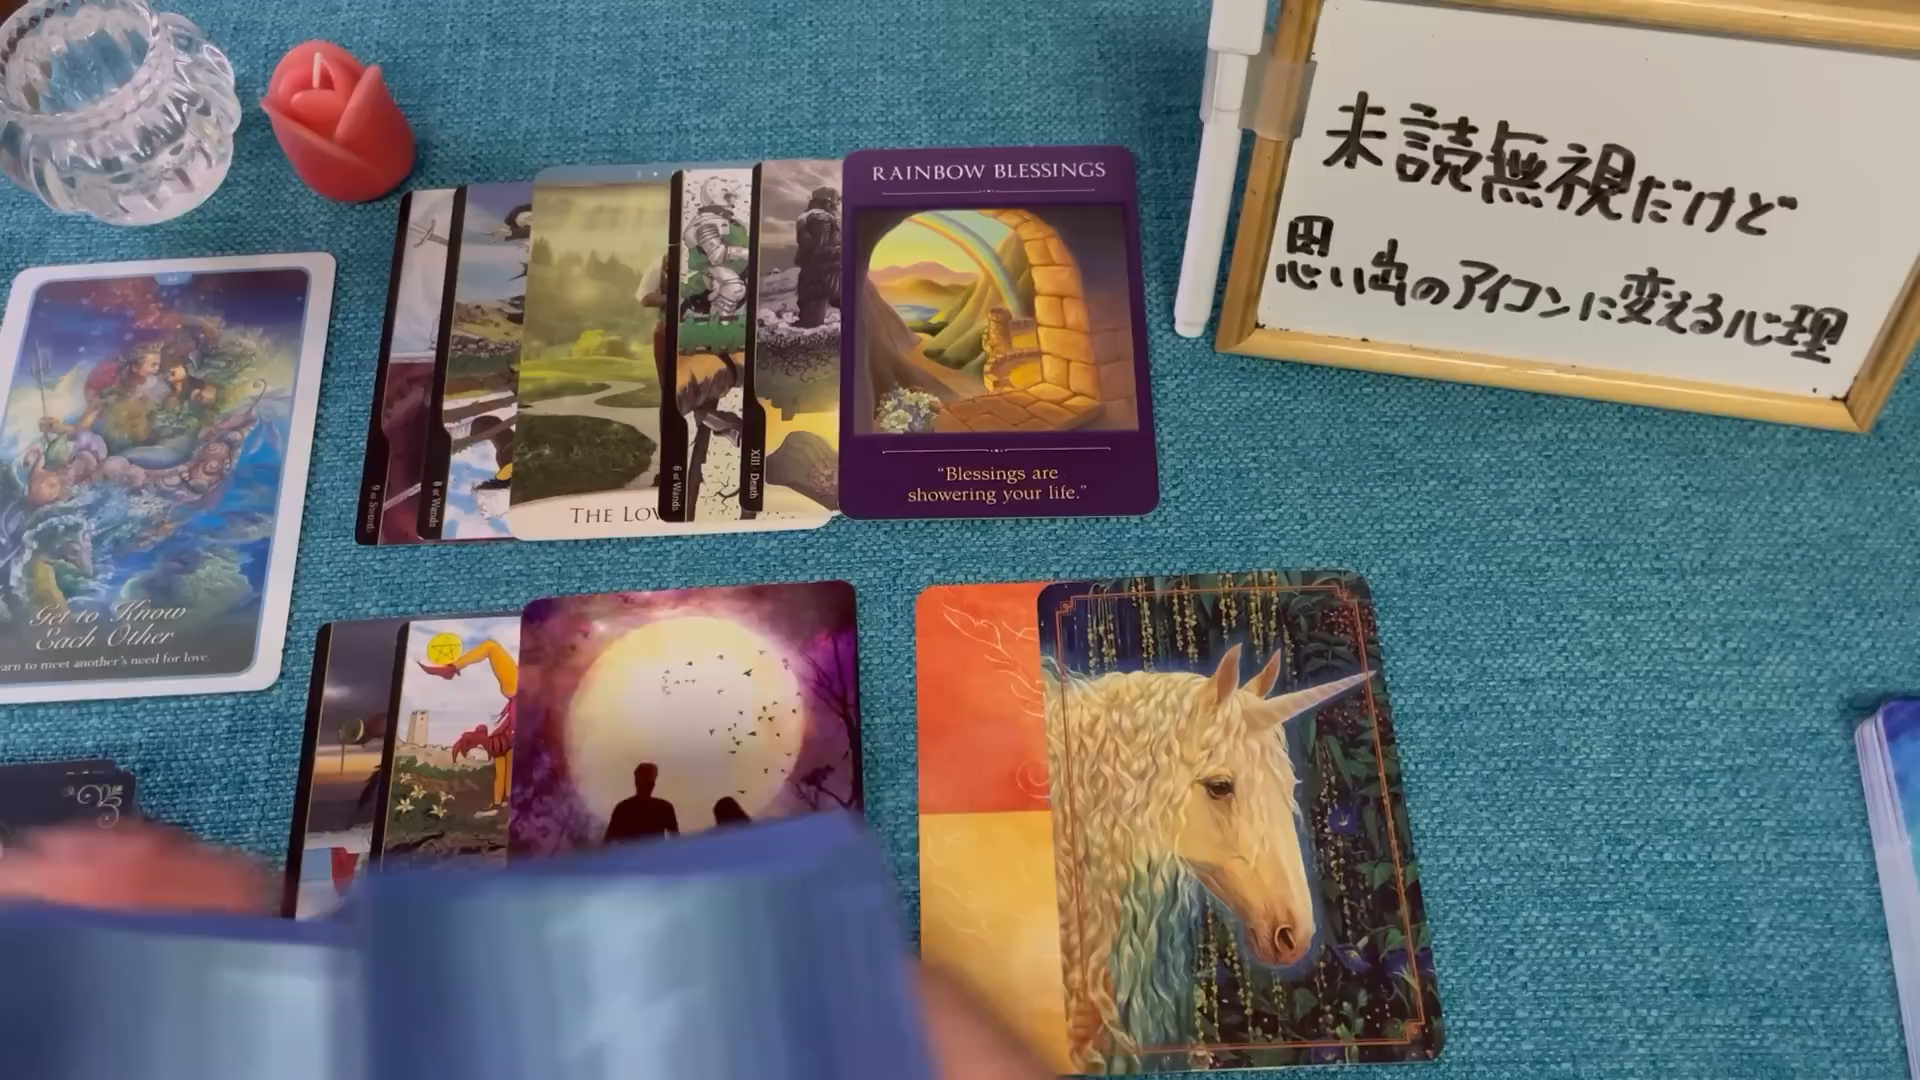 未読無視だけど
思い出のアイコンに変える心理
RAINBOW BLESSINGS
"Blessings are
showering your life."
9 of Swords
8 of Wands
THE LOV
6 of Wands
XIII Death
Get to Know
Each Other
earn to meet another's need for love.